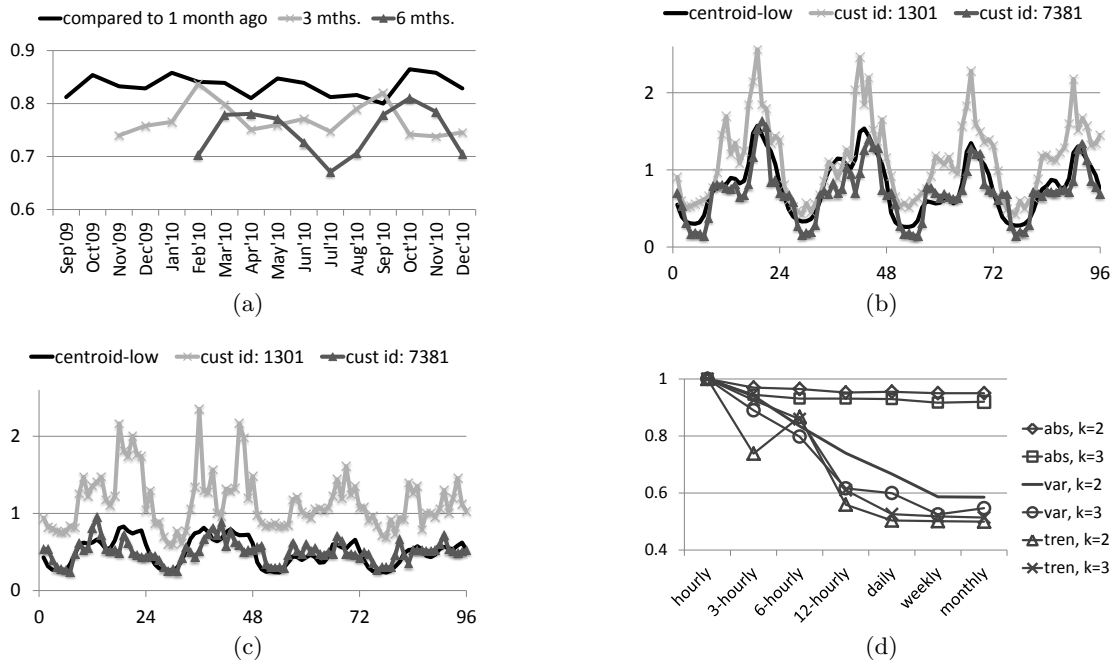 compared to 1 month ago 3 mths. 6 mths.
0.9
0.8
0.7
0.6
Sep'09
Oct'09
Nov'09
Dec'09
Jan'10
Feb'10
Mar'10
Apr'10
May'10
Jun'10
Jul'10
Aug'10
Sep'10
Oct'10
Nov'10
Dec'10
(a)
centroid-low cust id: 1301 cust id: 7381
2
1
0
0 24 48 72 96
(b)
centroid-low cust id: 1301 cust id: 7381
2
1
0
0 24 48 72 96
(c)
1
0.8
0.6
0.4
hourly
3-hourly
6-hourly
12-hourly
daily
weekly
monthly
abs, k=2
abs, k=3
var, k=2
var, k=3
tren, k=2
tren, k=3
(d)